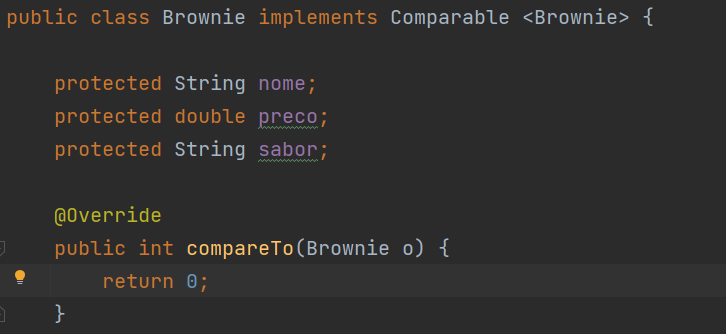 public class Brownie implements Comparable <Brownie> {
protected String nome;
protected double preco;
protected String sabor;
@Override
public int compareTo(Brownie o) {
return 0;
}